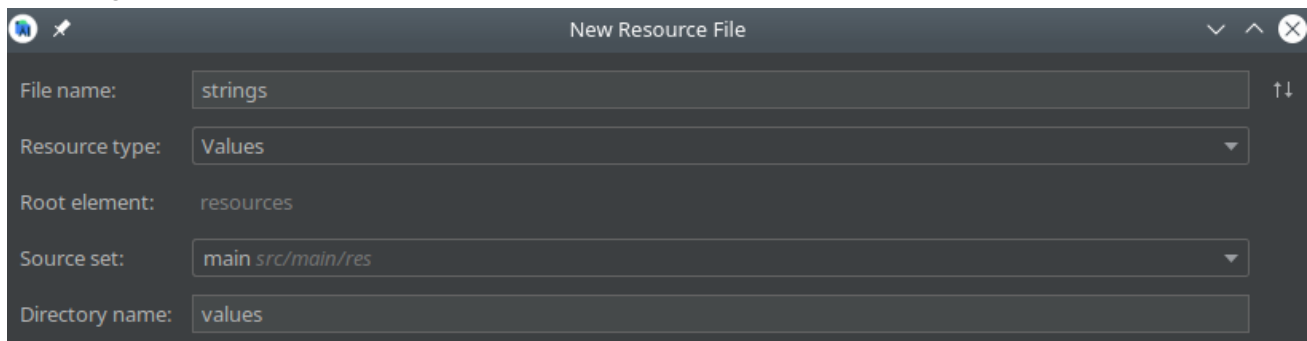 New Resource File
File name: strings
Resource type: Values
Root element: resources
Source set: main src/main/res
Directory name: values